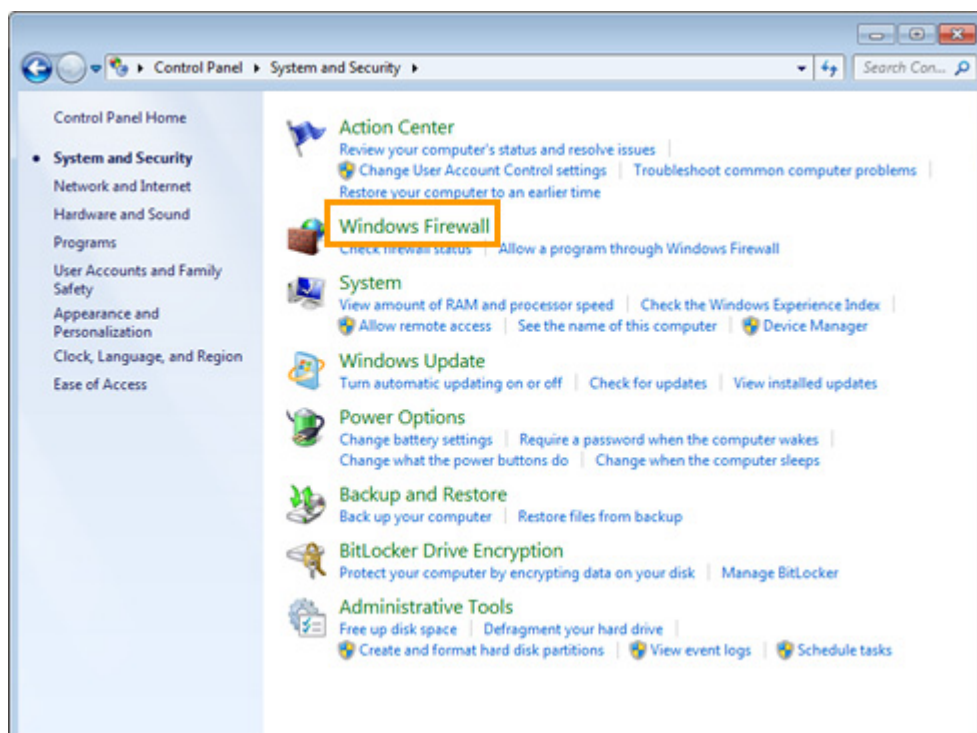 Control Panel ▸ System and Security ▸
Search Con...
Control Panel Home
• System and Security
Network and Internet
Hardware and Sound
Programs
User Accounts and Family
Safety
Appearance and
Personalization
Clock, Language, and Region
Ease of Access
Action Center
Review your computer's status and resolve issues
Change User Account Control settings | Troubleshoot common computer problems
Restore your computer to an earlier time
Windows Firewall
Check firewall status | Allow a program through Windows Firewall
System
View amount of RAM and processor speed | Check the Windows Experience Index
Allow remote access | See the name of this computer | Device Manager
Windows Update
Turn automatic updating on or off | Check for updates | View installed updates
Power Options
Change battery settings | Require a password when the computer wakes
Change what the power buttons do | Change when the computer sleeps
Backup and Restore
Back up your computer | Restore files from backup
BitLocker Drive Encryption
Protect your computer by encrypting data on your disk | Manage BitLocker
Administrative Tools
Free up disk space | Defragment your hard drive
Create and format hard disk partitions | View event logs | Schedule tasks